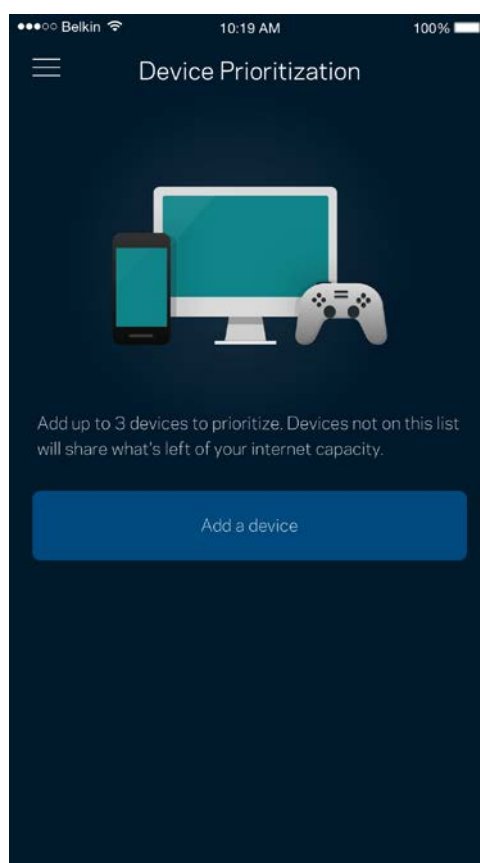 Belkin 10:19 AM 100%
Device Prioritization
Add up to 3 devices to prioritize. Devices not on this list
will share what's left of your internet capacity.
Add a device